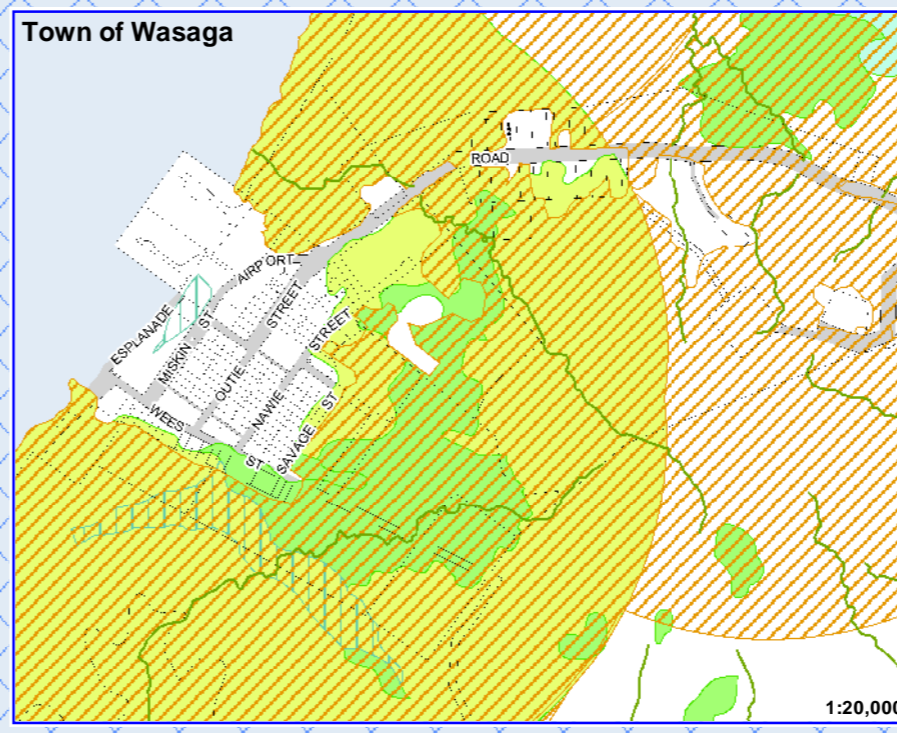 Town of Wasaga
ROAD
AIRPORT
ESPLANADE
MISKIN ST
OUTIE STREET
NAWIE STREET
WEES ST
SAVAGE ST
1:20,000